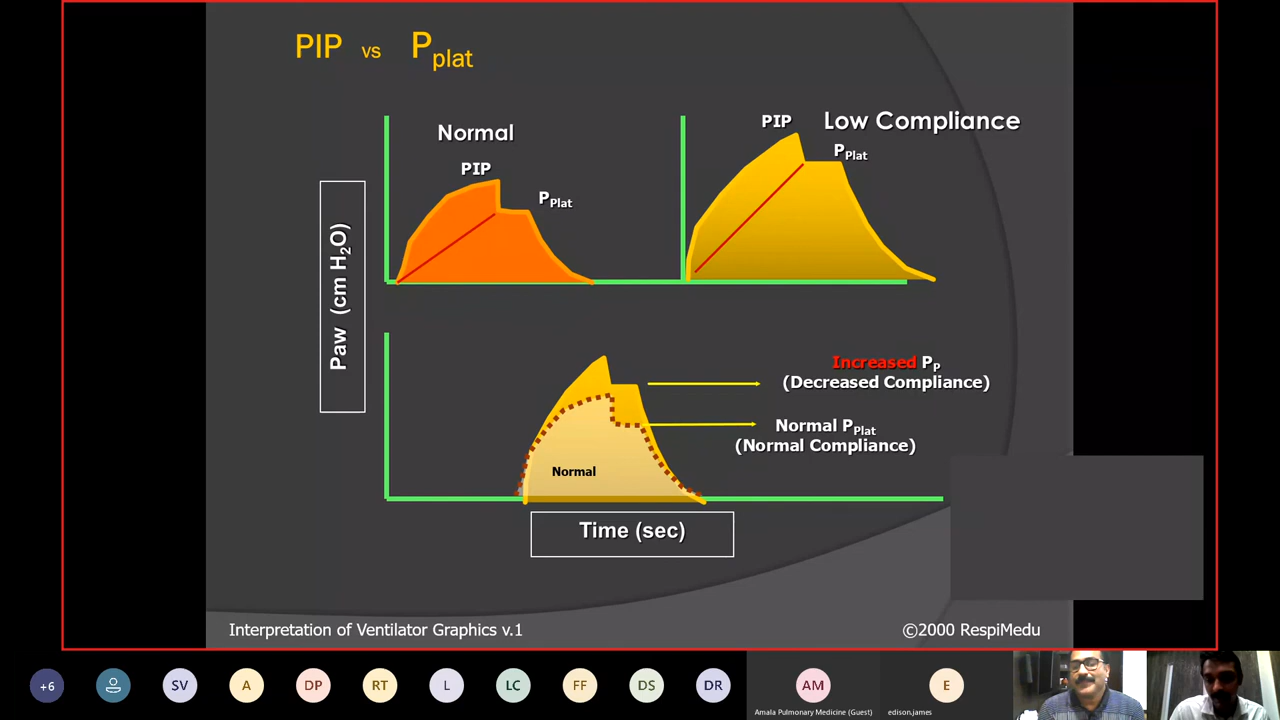 PIP vs Pplat
Normal
PIP
PPlat
PIP
Low Compliance
PPlat
Paw (cm H2O)
Increased PP
(Decreased Compliance)
Normal PPlat
(Normal Compliance)
Normal
Time (sec)
Interpretation of Ventilator Graphics v.1
©2000 RespiMedu
+6
SV
A
DP
RT
L
LC
FF
DS
DR
AM
E
Amala Pulmonary Medicine (Guest)
edison.james